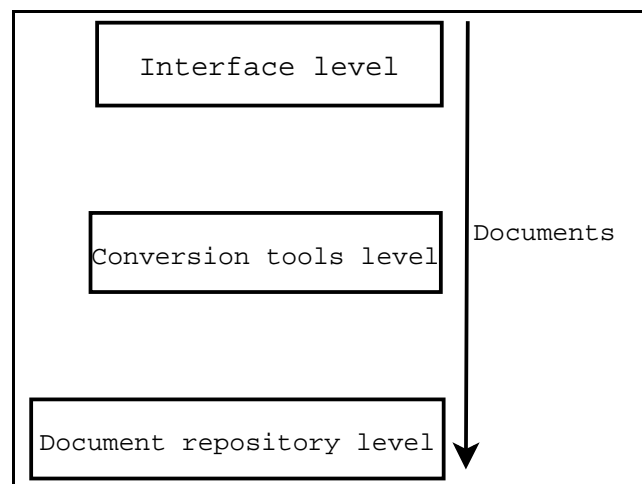 Interface level
Documents
Conversion tools level
Document repository level